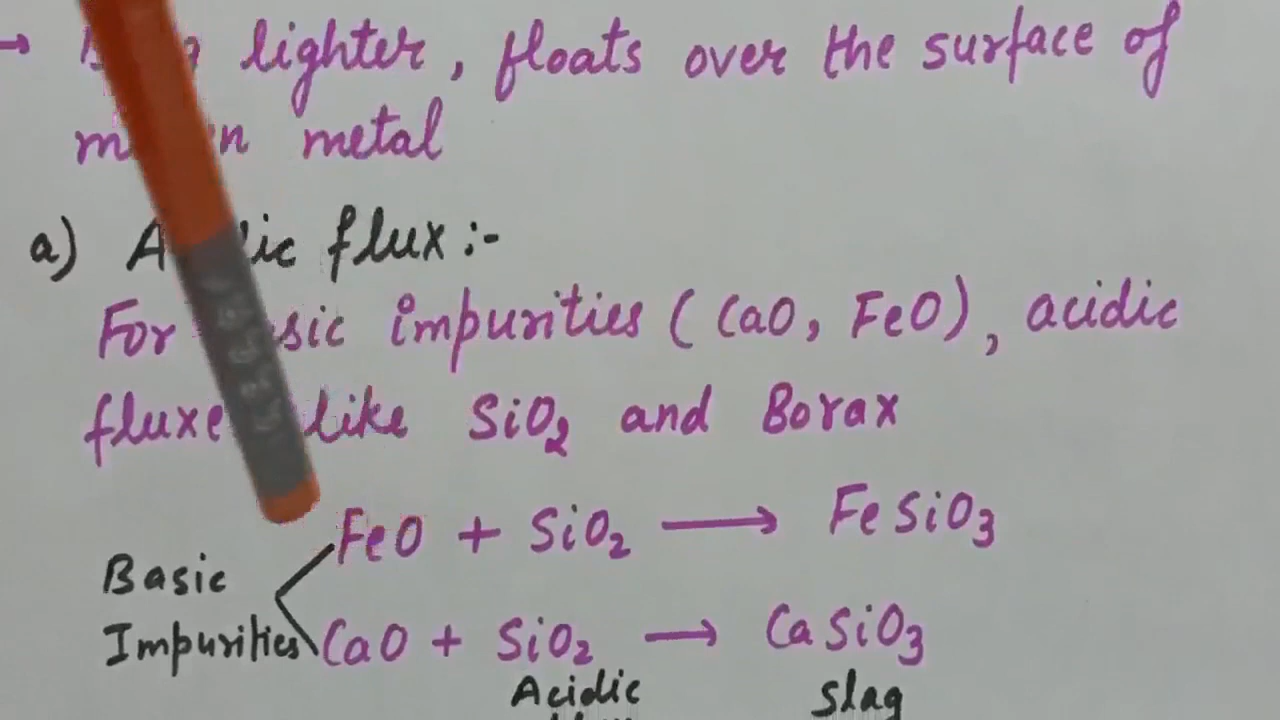 → lighter, floats over the surface of
metal
a) flux :-
For impurities (CaO, FeO), acidic
like SiO₂ and Borax
FeO + SiO₂ → FeSiO₃
Basic
Impurities CaO + SiO₂ → CaSiO₃
Acidic Slag